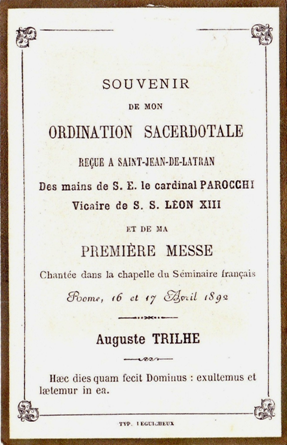 SOUVENIR
DE MON
ORDINATION SACERDOTALE
REÇUE A SAINT-JEAN-DE-LATRAN
Des mains de S. E. le cardinal PAROCCHI
Vicaire de S. S. LÉON XIII
ET DE MA
PREMIÈRE MESSE
Chantée dans la chapelle du Séminaire français
Rome, 16 et 17 Avril 1892
Auguste TRILHE
Hæc dies quam fecit Dominus : exultemus et
lætemur in ea.
TYP. LEGUICHEUX